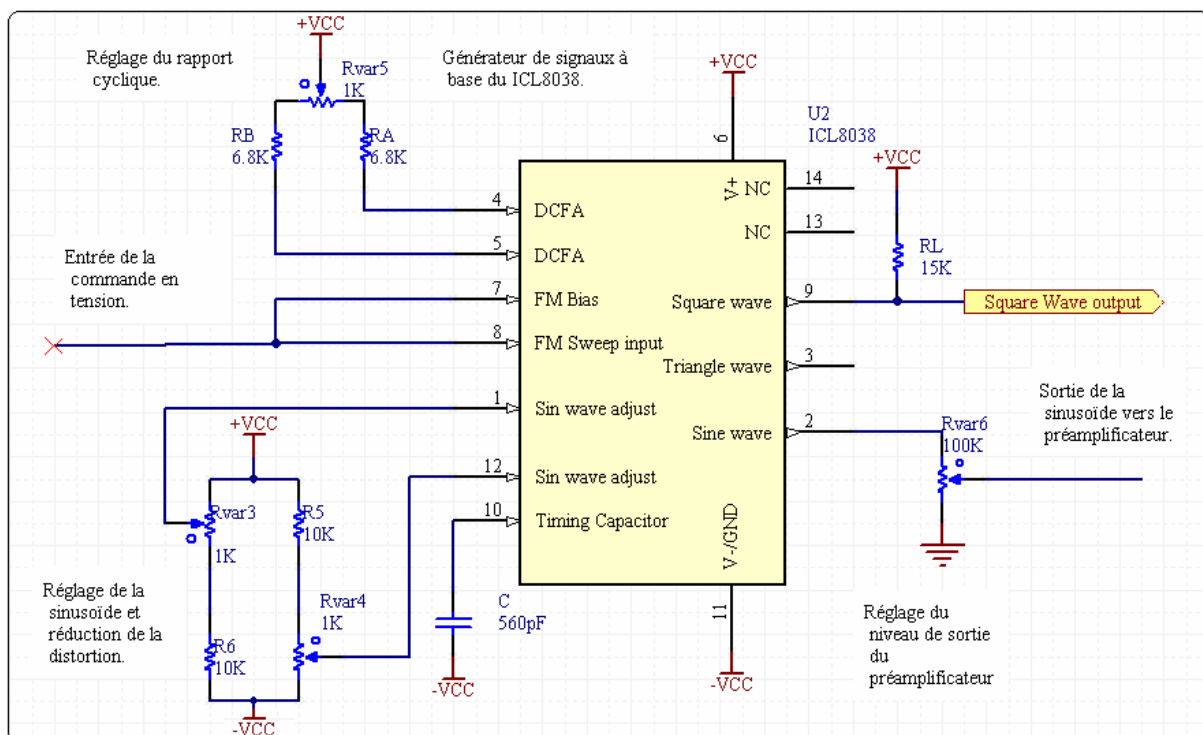 +VCC
Réglage du rapport
cyclique.
Rvar5
1K
Générateur de signaux à
base du ICL8038.
+VCC
RB
6.8K
RA
6.8K
U2
ICL8038
6
V+
+VCC
4
DCFA
NC
14
5
DCFA
NC
13
RL
15K
Entrée de la
commande en
tension.
7
FM Bias
Square wave
9
Square Wave output
8
FM Sweep input
Triangle wave
3
1
Sin wave adjust
Sine wave
2
Rvar6
100K
Sortie de la
sinusoïde vers le
préamplificateur.
+VCC
12
Sin wave adjust
10
Timing Capacitor
V-/GND
11
Rvar3
1K
R5
10K
Réglage de la
sinusoïde et
réduction de la
distortion.
Rvar4
1K
R6
10K
C
560pF
Réglage du
niveau de sortie
du
préamplificateur
-VCC
-VCC
-VCC